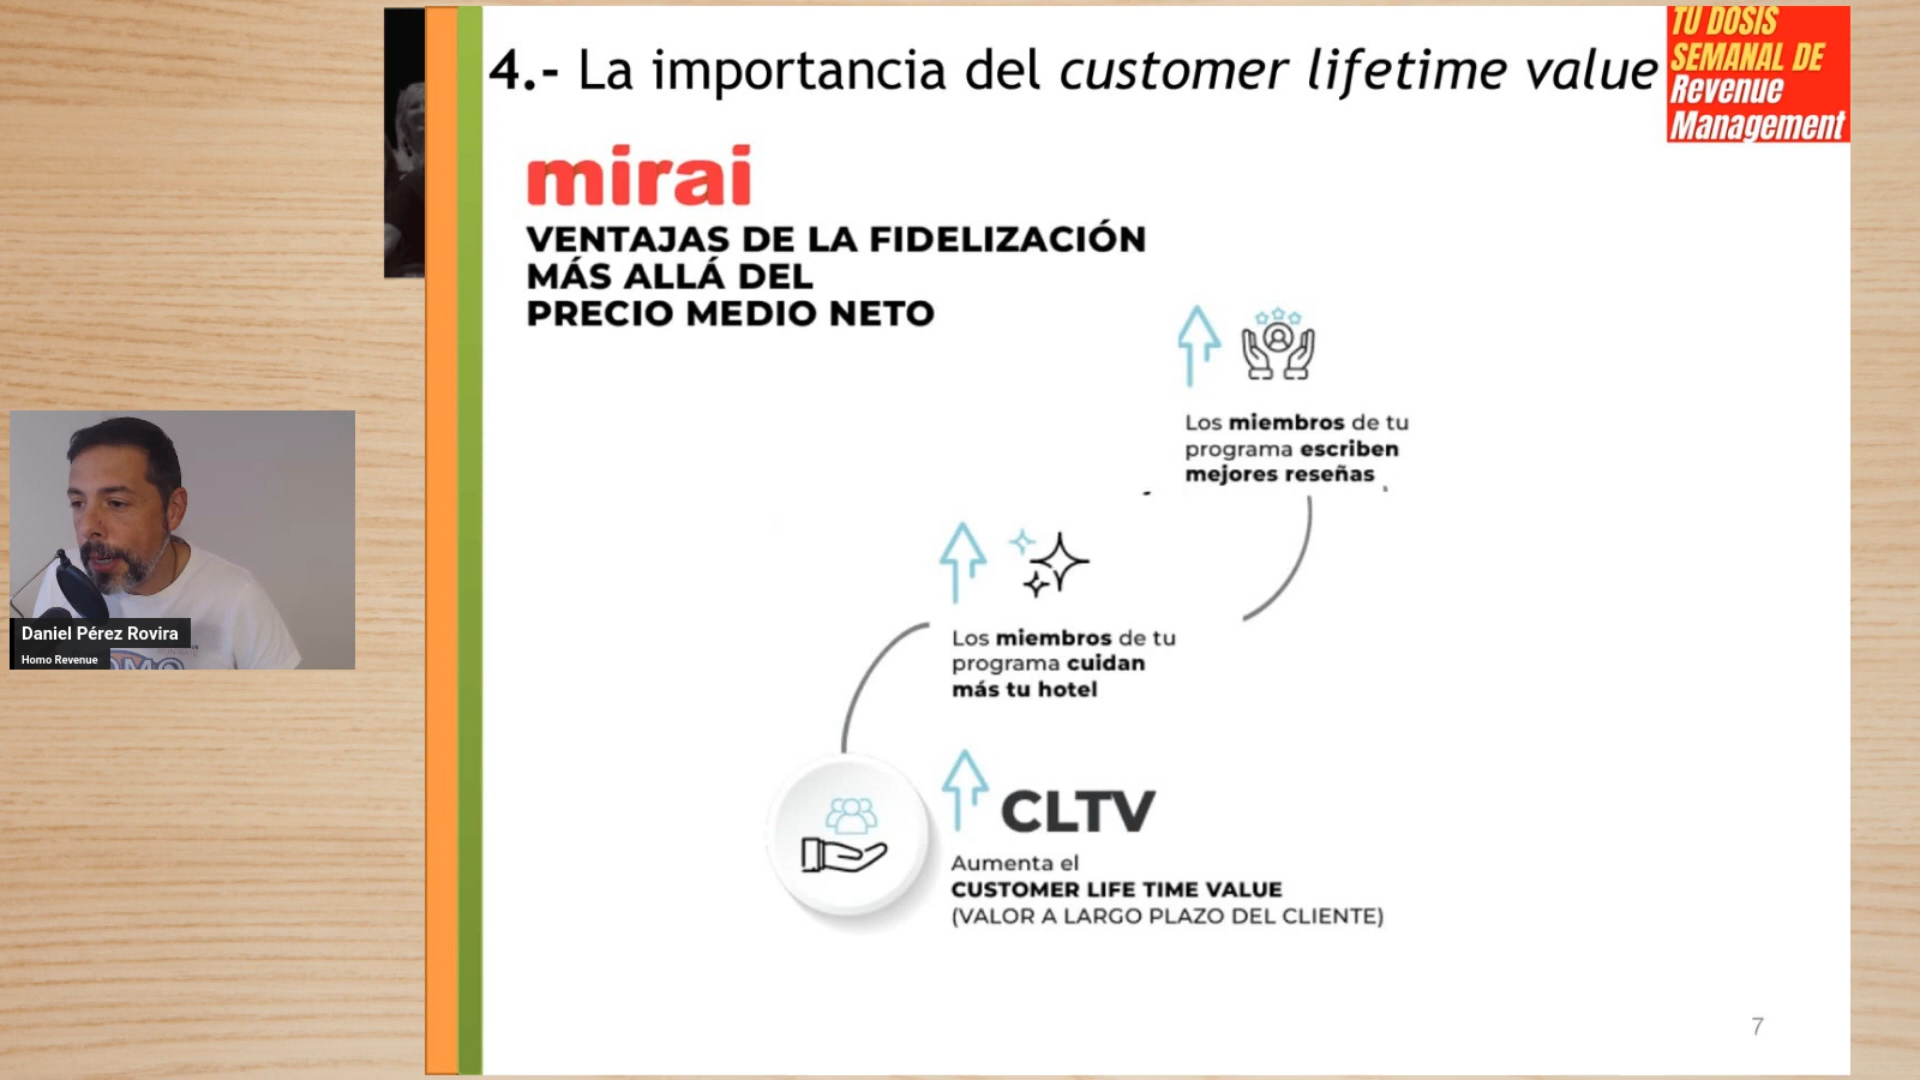 4.- La importancia del customer lifetime value
TU DOSIS
SEMANAL DE
Revenue
Management
mirai
VENTAJAS DE LA FIDELIZACIÓN
MÁS ALLÁ DEL
PRECIO MEDIO NETO
Los miembros de tu
programa escriben
mejores reseñas
Los miembros de tu
programa cuidan
más tu hotel
CLTV
Aumenta el
CUSTOMER LIFE TIME VALUE
(VALOR A LARGO PLAZO DEL CLIENTE)
Daniel Pérez Rovira
Homo Revenue
7